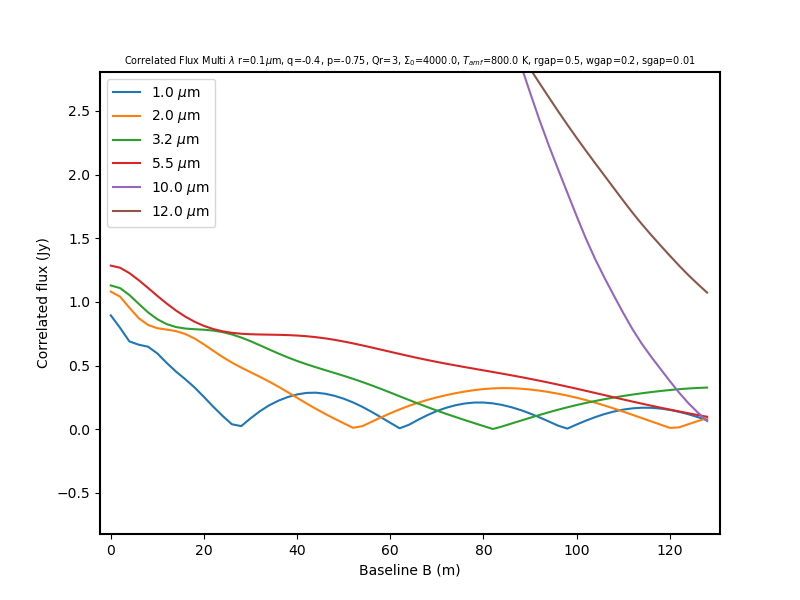 Correlated Flux Multi λ r=0.1μm, q=-0.4, p=-0.75, Qr=3, Σ₀=4000.0, Tₐₘf=800.0 K, rgap=0.5, wgap=0.2, sgap=0.01
1.0 μm
2.0 μm
3.2 μm
5.5 μm
10.0 μm
12.0 μm
2.5
2.0
1.5
1.0
0.5
0.0
−0.5
Correlated flux (Jy)
0 20 40 60 80 100 120
Baseline B (m)